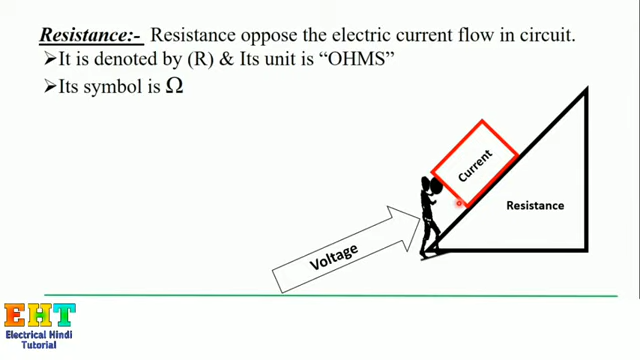 Resistance:- Resistance oppose the electric current flow in circuit.
➢It is denoted by (R) & Its unit is “OHMS”
➢Its symbol is Ω
Current
Resistance
Voltage
EHT
Electrical Hindi
Tutorial